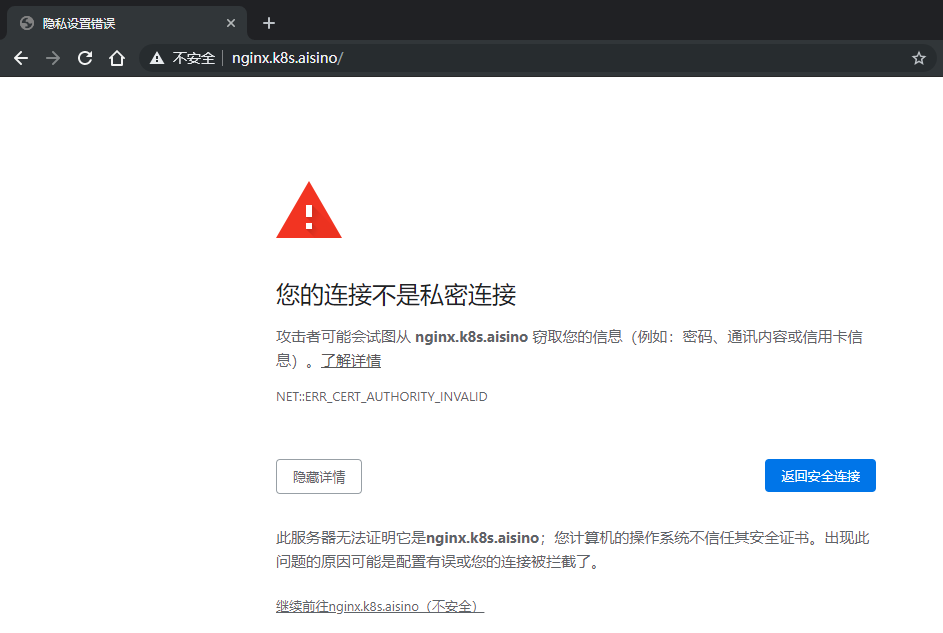 隐私设置错误
不安全 nginx.k8s.aisino/
您的连接不是私密连接
攻击者可能会试图从 nginx.k8s.aisino 窃取您的信息（例如：密码、通讯内容或信用卡信
息）。了解详情
NET::ERR_CERT_AUTHORITY_INVALID
隐藏详情
返回安全连接
此服务器无法证明它是nginx.k8s.aisino；您计算机的操作系统不信任其安全证书。出现此
问题的原因可能是配置有误或您的连接被拦截了。
继续前往nginx.k8s.aisino（不安全）